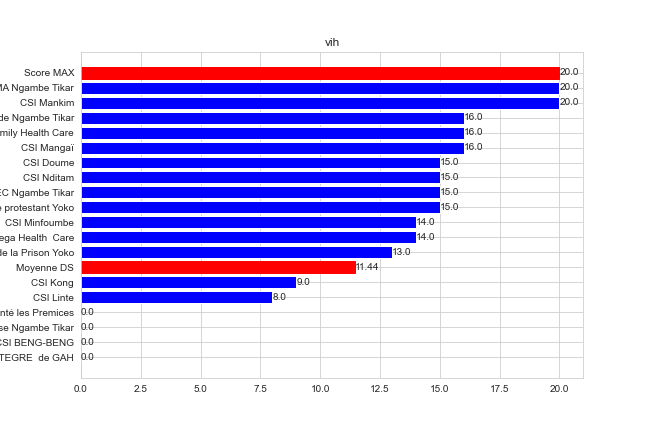 vih
Score MAX 20.0
MA Ngambe Tikar 20.0
CSI Mankim 20.0
de Ngambe Tikar 16.0
mily Health Care 16.0
CSI Mangaï 16.0
CSI Doume 15.0
CSI Nditam 15.0
EC Ngambe Tikar 15.0
protestant Yoko 15.0
CSI Minfoumbe 14.0
ega Health Care 14.0
de la Prison Yoko 13.0
Moyenne DS 11.44
CSI Kong 9.0
CSI Linte 8.0
nté les Premices 0.0
se Ngambe Tikar 0.0
CSI BENG-BENG 0.0
TEGRE de GAH 0.0
0.0 2.5 5.0 7.5 10.0 12.5 15.0 17.5 20.0